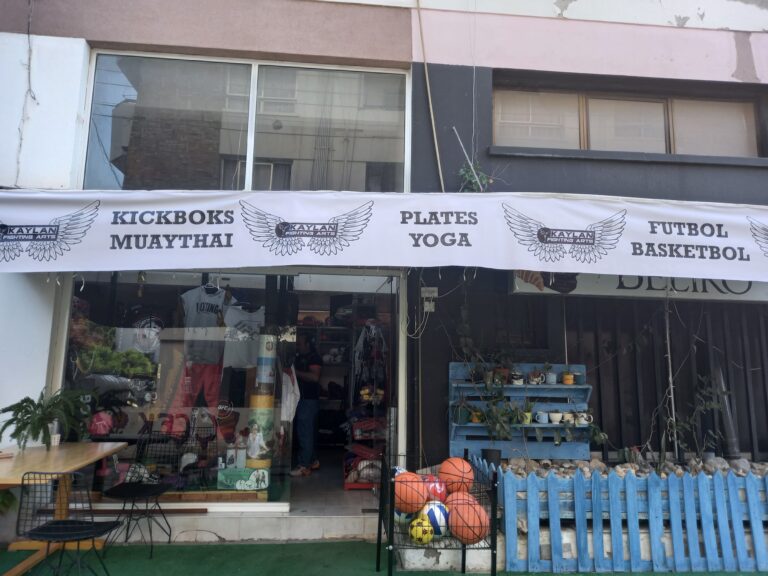 KAYLAN
FIGHTING ARTS
KICKBOKS
MUAYTHAI
KAYLAN
FIGHTING ARTS
PLATES
YOGA
KAYLAN
FIGHTING ARTS
FUTBOL
BASKETBOL